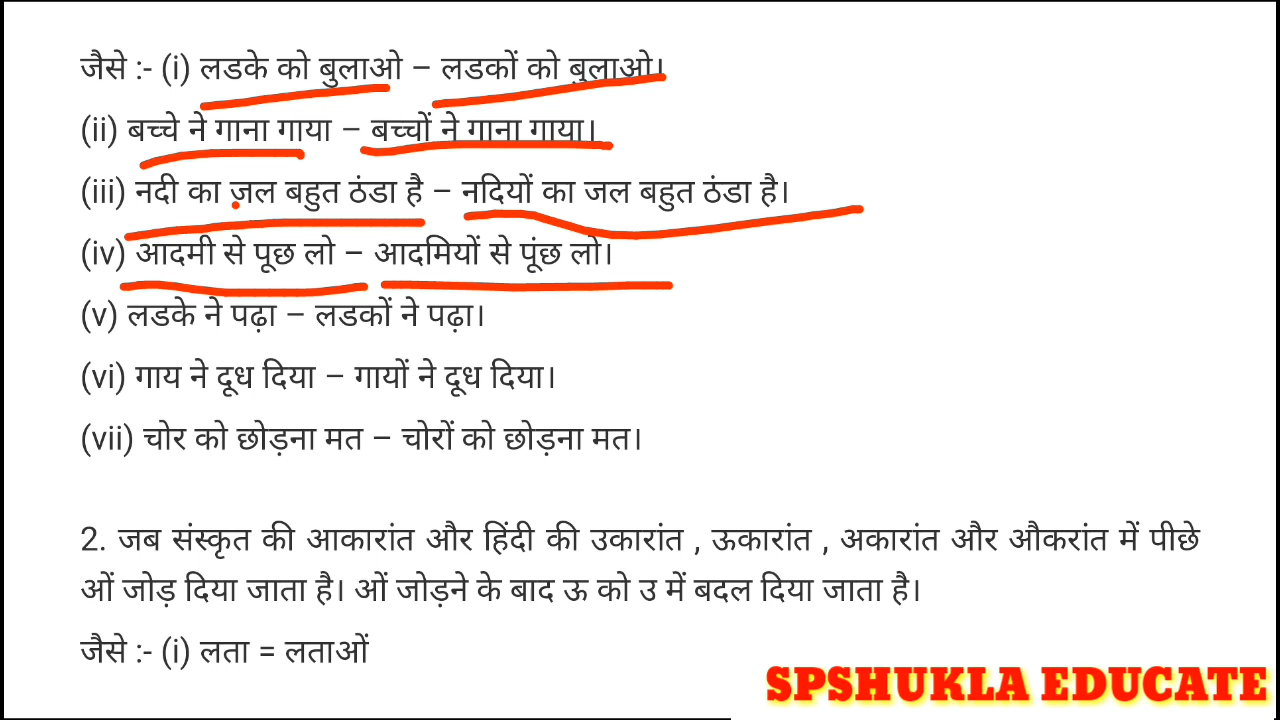 जैसे :- (i) लडके को बुलाओ – लडकों को बुलाओ।
(ii) बच्चे ने गाना गाया – बच्चों ने गाना गाया।
(iii) नदी का जल बहुत ठंडा है – नदियों का जल बहुत ठंडा है।
(iv) आदमी से पूछ लो – आदमियों से पूंछ लो।
(v) लडके ने पढ़ा – लडकों ने पढ़ा।
(vi) गाय ने दूध दिया – गायों ने दूध दिया।
(vii) चोर को छोड़ना मत – चोरों को छोड़ना मत।
2. जब संस्कृत की आकारांत और हिंदी की उकारांत , ऊकारांत , अकारांत और औकरांत में पीछे
ओं जोड़ दिया जाता है। ओं जोड़ने के बाद ऊ को उ में बदल दिया जाता है।
जैसे :- (i) लता = लताओं
SPSHUKLA EDUCATE